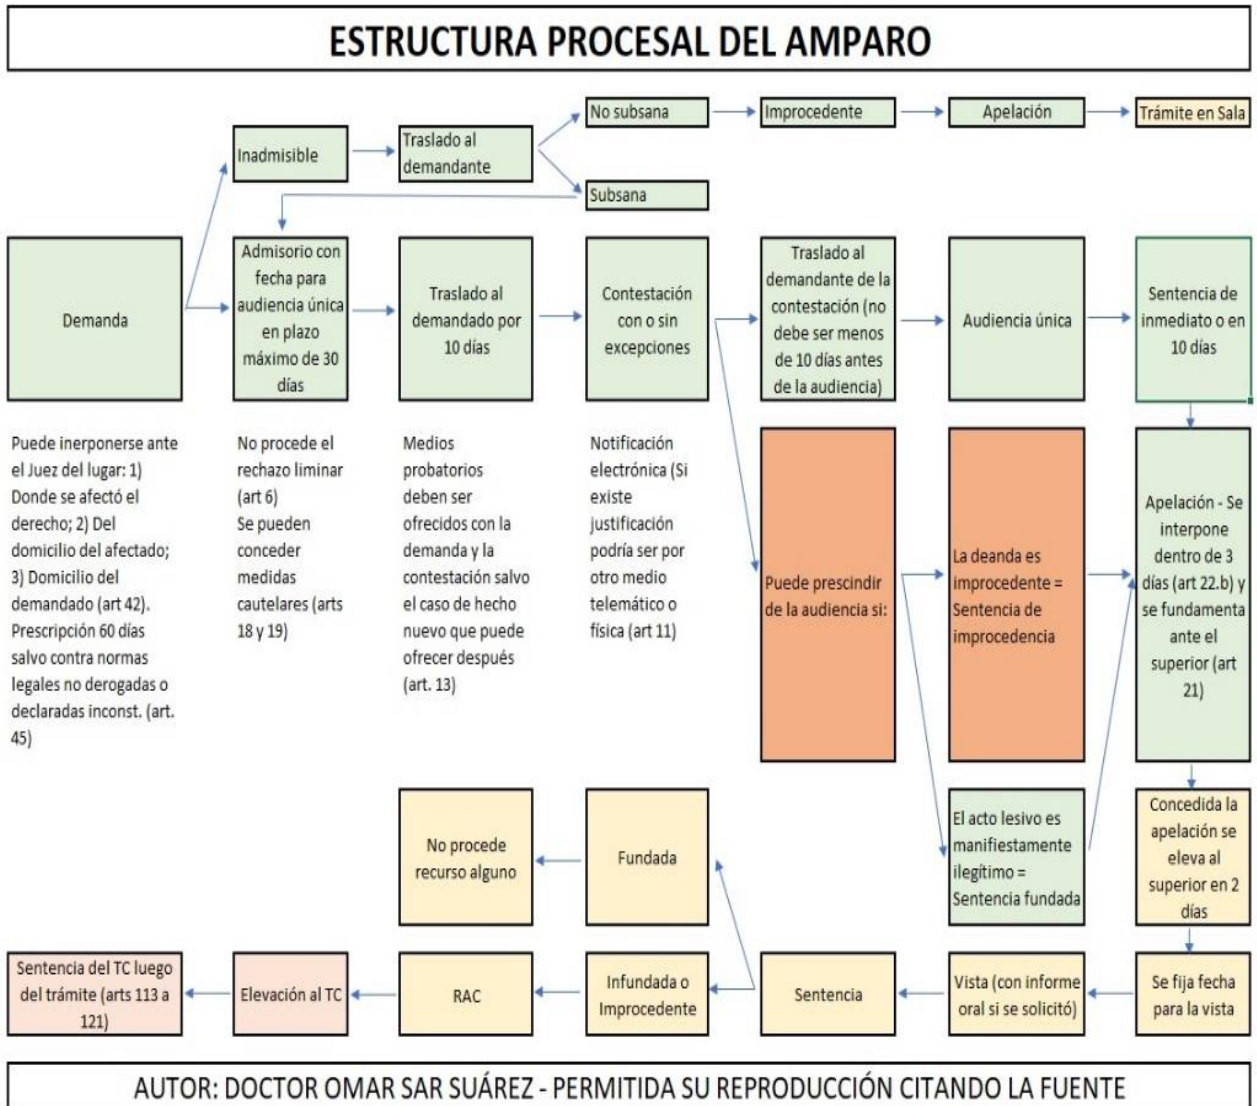 ESTRUCTURA PROCESAL DEL AMPARO
No subsana
Improcedente
Apelación
Trámite en Sala
Inadmisible
Traslado al
demandante
Subsana
Demanda
Admisorio con
fecha para
audiencia única
en plazo
máximo de 30
días
Traslado al
demandado por
10 días
Contestación
con o sin
excepciones
Traslado al
demandante de la
contestación (no
debe ser menos
de 10 días antes
de la audiencia)
Audiencia única
Sentencia de
inmediato o en
10 días
Puede inerponerse ante
el Juez del lugar: 1)
Donde se afectó el
derecho; 2) Del
domicilio del afectado;
3) Domicilio del
demandado (art 42).
Prescripción 60 días
salvo contra normas
legales no derogadas o
declaradas inconst. (art.
45)
No procede el
rechazo liminar
(art 6)
Se pueden
conceder
medidas
cautelares (arts
18 y 19)
Medios
probatorios
deben ser
ofrecidos con la
demanda y la
contestación salvo
el caso de hecho
nuevo que puede
ofrecer después
(art. 13)
Notificación
electrónica (Si
existe
justificación
podría ser por
otro medio
telemático o
física (art 11)
Puede prescindir
de la audiencia si:
La deanda es
improcedente =
Sentencia de
improcedencia
Apelación - Se
interpone
dentro de 3
días (art 22.b) y
se fundamenta
ante el
superior (art
21)
No procede
recurso alguno
Fundada
El acto lesivo es
manifiestamente
ilegítimo =
Sentencia fundada
Concedida la
apelación se
eleva al
superior en 2
días
Sentencia del TC luego
del trámite (arts 113 a
121)
Elevación al TC
RAC
Infundada o
Improcedente
Sentencia
Vista (con informe
oral si se solicitó)
Se fija fecha
para la vista
AUTOR: DOCTOR OMAR SAR SUÁREZ - PERMITIDA SU REPRODUCCIÓN CITANDO LA FUENTE